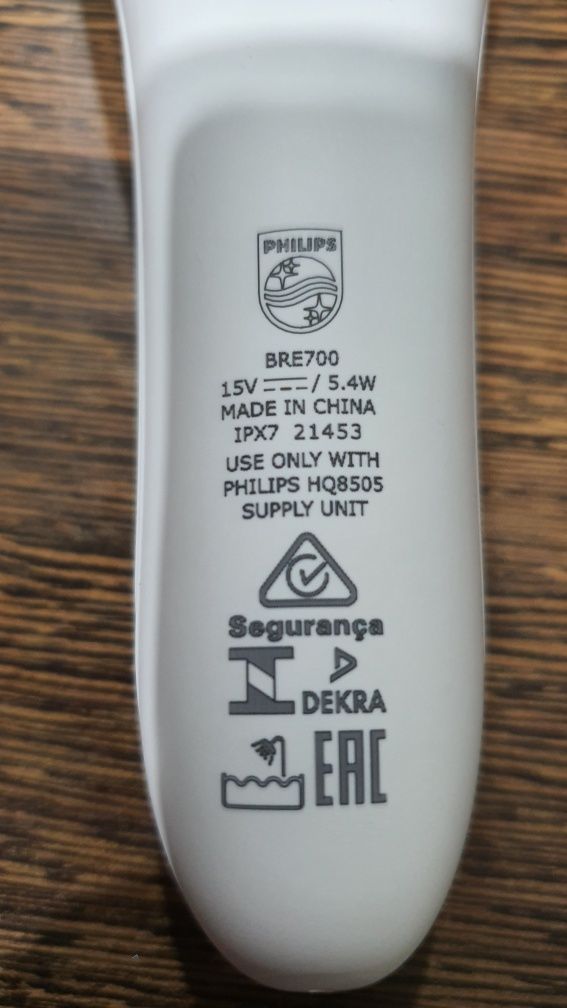 PHILIPS
BRE700
15V ⎓ / 5.4W
MADE IN CHINA
IPX7 21453
USE ONLY WITH
PHILIPS HQ8505
SUPPLY UNIT
Segurança
DEKRA
EAC